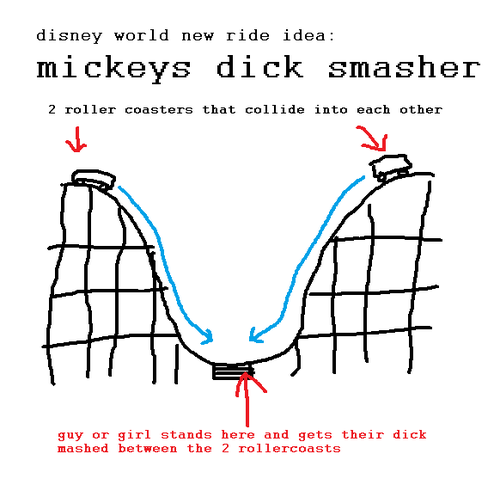 disney world new ride idea:
mickeys dick smasher
2 roller coasters that collide into each other
guy or girl stands here and gets their dick
mashed between the 2 rollercoasts